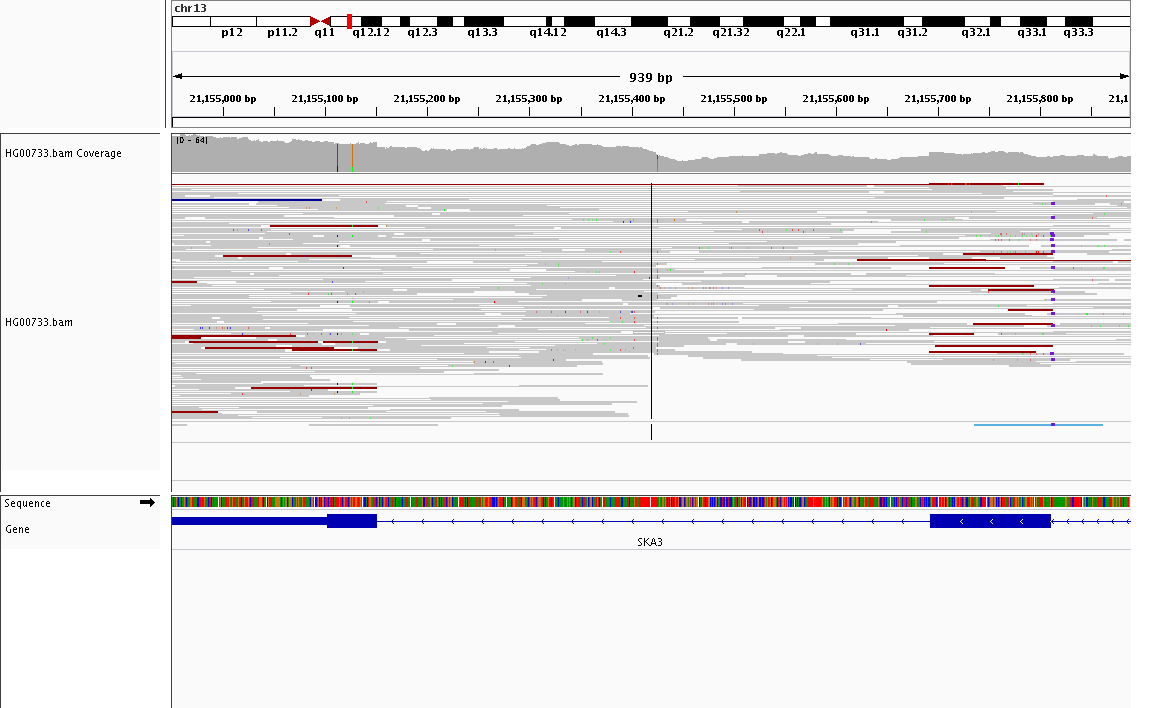 chr13
p12 p11.2 q11 q12.12 q12.3 q13.3 q14.12 q14.3 q21.2 q21.32 q22.1 q31.1 q31.2 q32.1 q33.1 q33.3
939 bp
21,155,000 bp 21,155,100 bp 21,155,200 bp 21,155,300 bp 21,155,400 bp 21,155,500 bp 21,155,600 bp 21,155,700 bp 21,155,800 bp 21,1
[0 - 64]
HG00733.bam Coverage
HG00733.bam
Sequence
Gene
SKA3